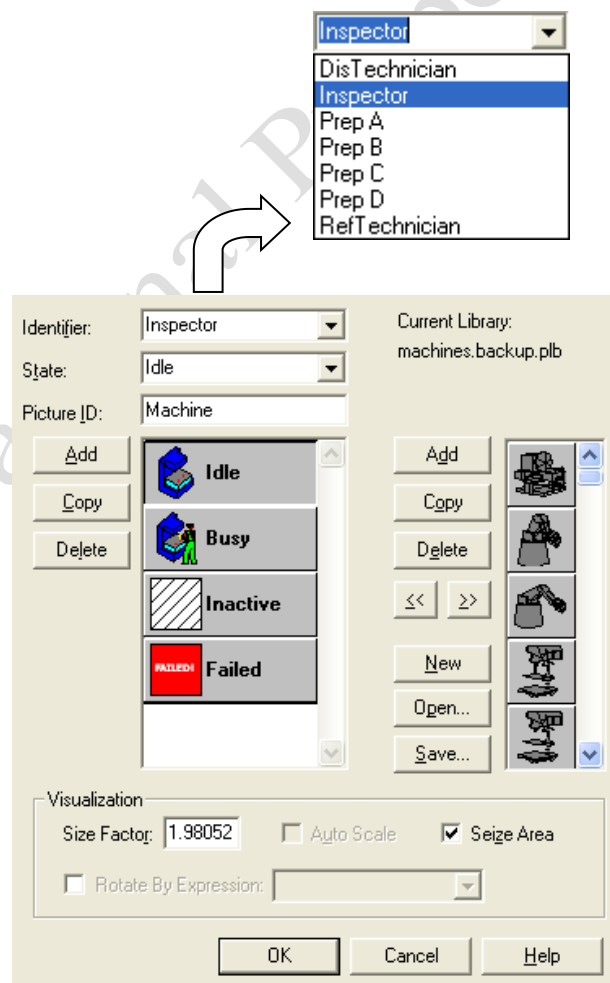 Inspector
DisTechnician
Inspector
Prep A
Prep B
Prep C
Prep D
RefTechnician
Identifier: Inspector
Current Library:
machines.backup.plb
State: Idle
Picture ID: Machine
Add
Copy
Delete
Idle
Busy
Inactive
FAILED! Failed
Add
Copy
Delete
<< >>
New
Open...
Save...
Visualization
Size Factor: 1.98052 Auto Scale Seize Area
Rotate By Expression:
OK Cancel Help